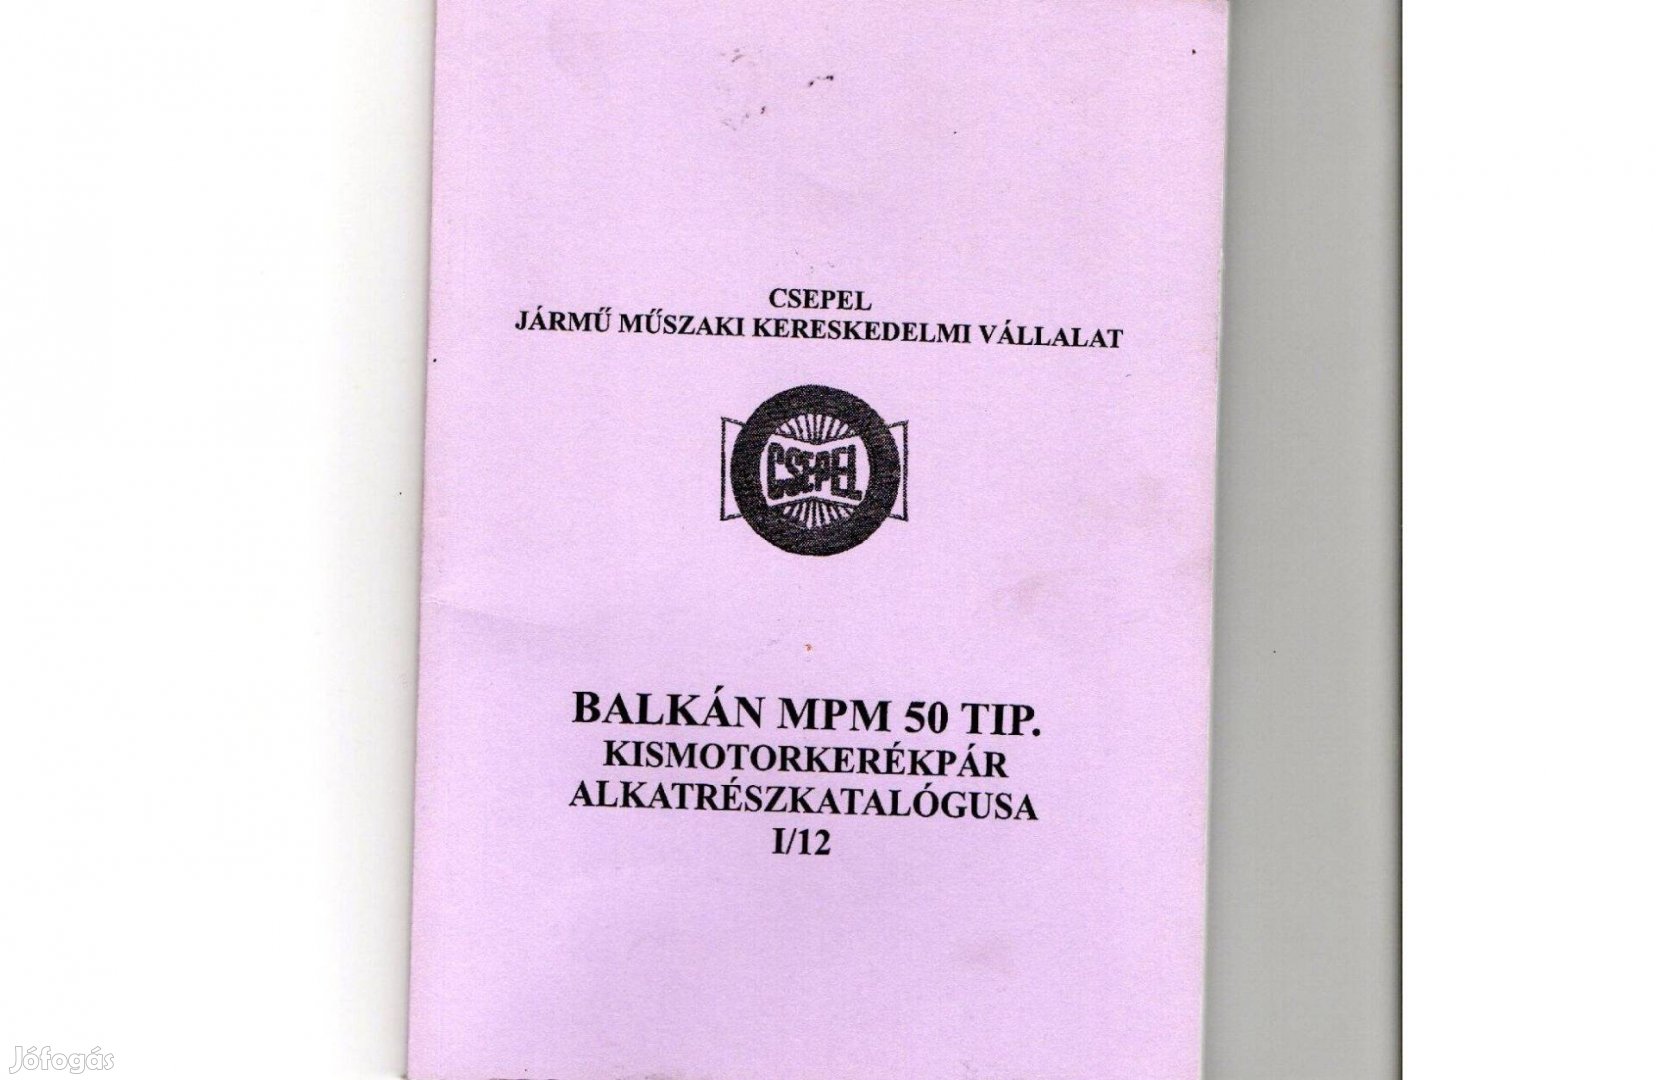 CSEPEL
JÁRMŰ MŰSZAKI KERESKEDELMI VÁLLALAT
CSEPEL
BALKÁN MPM 50 TIP.
KISMOTORKERÉKPÁR
ALKATRÉSZKATALÓGUSA
I/12
Jófogás